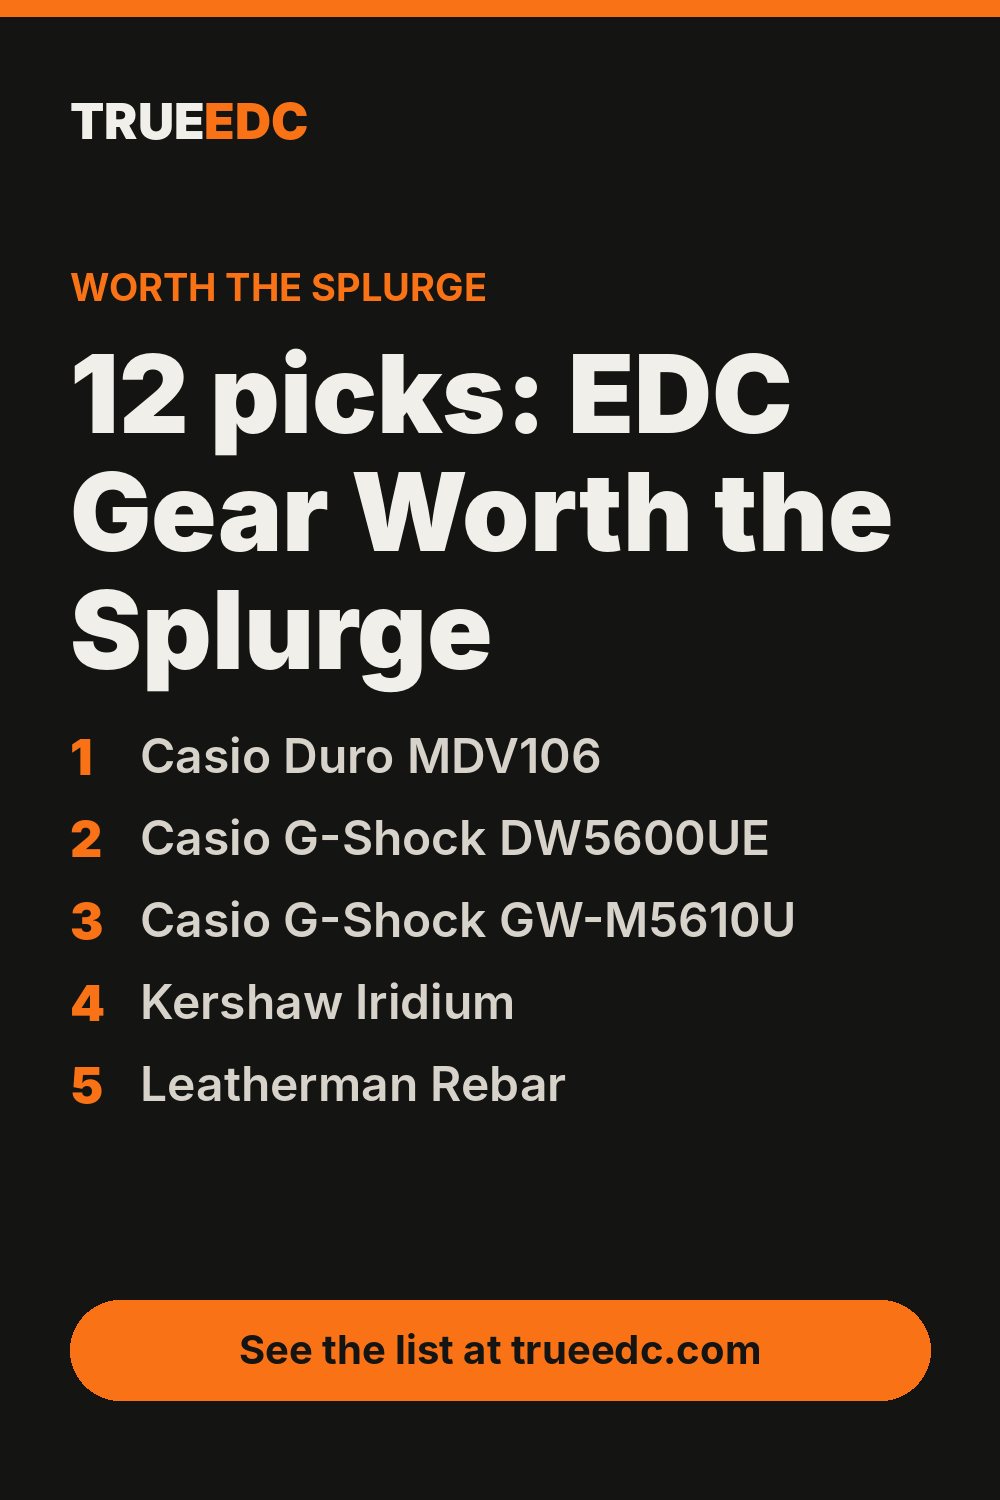 TRUEEDC
WORTH THE SPLURGE
12 picks: EDC
Gear Worth the
Splurge
1 Casio Duro MDV106
2 Casio G-Shock DW5600UE
3 Casio G-Shock GW-M5610U
4 Kershaw Iridium
5 Leatherman Rebar
See the list at trueedc.com